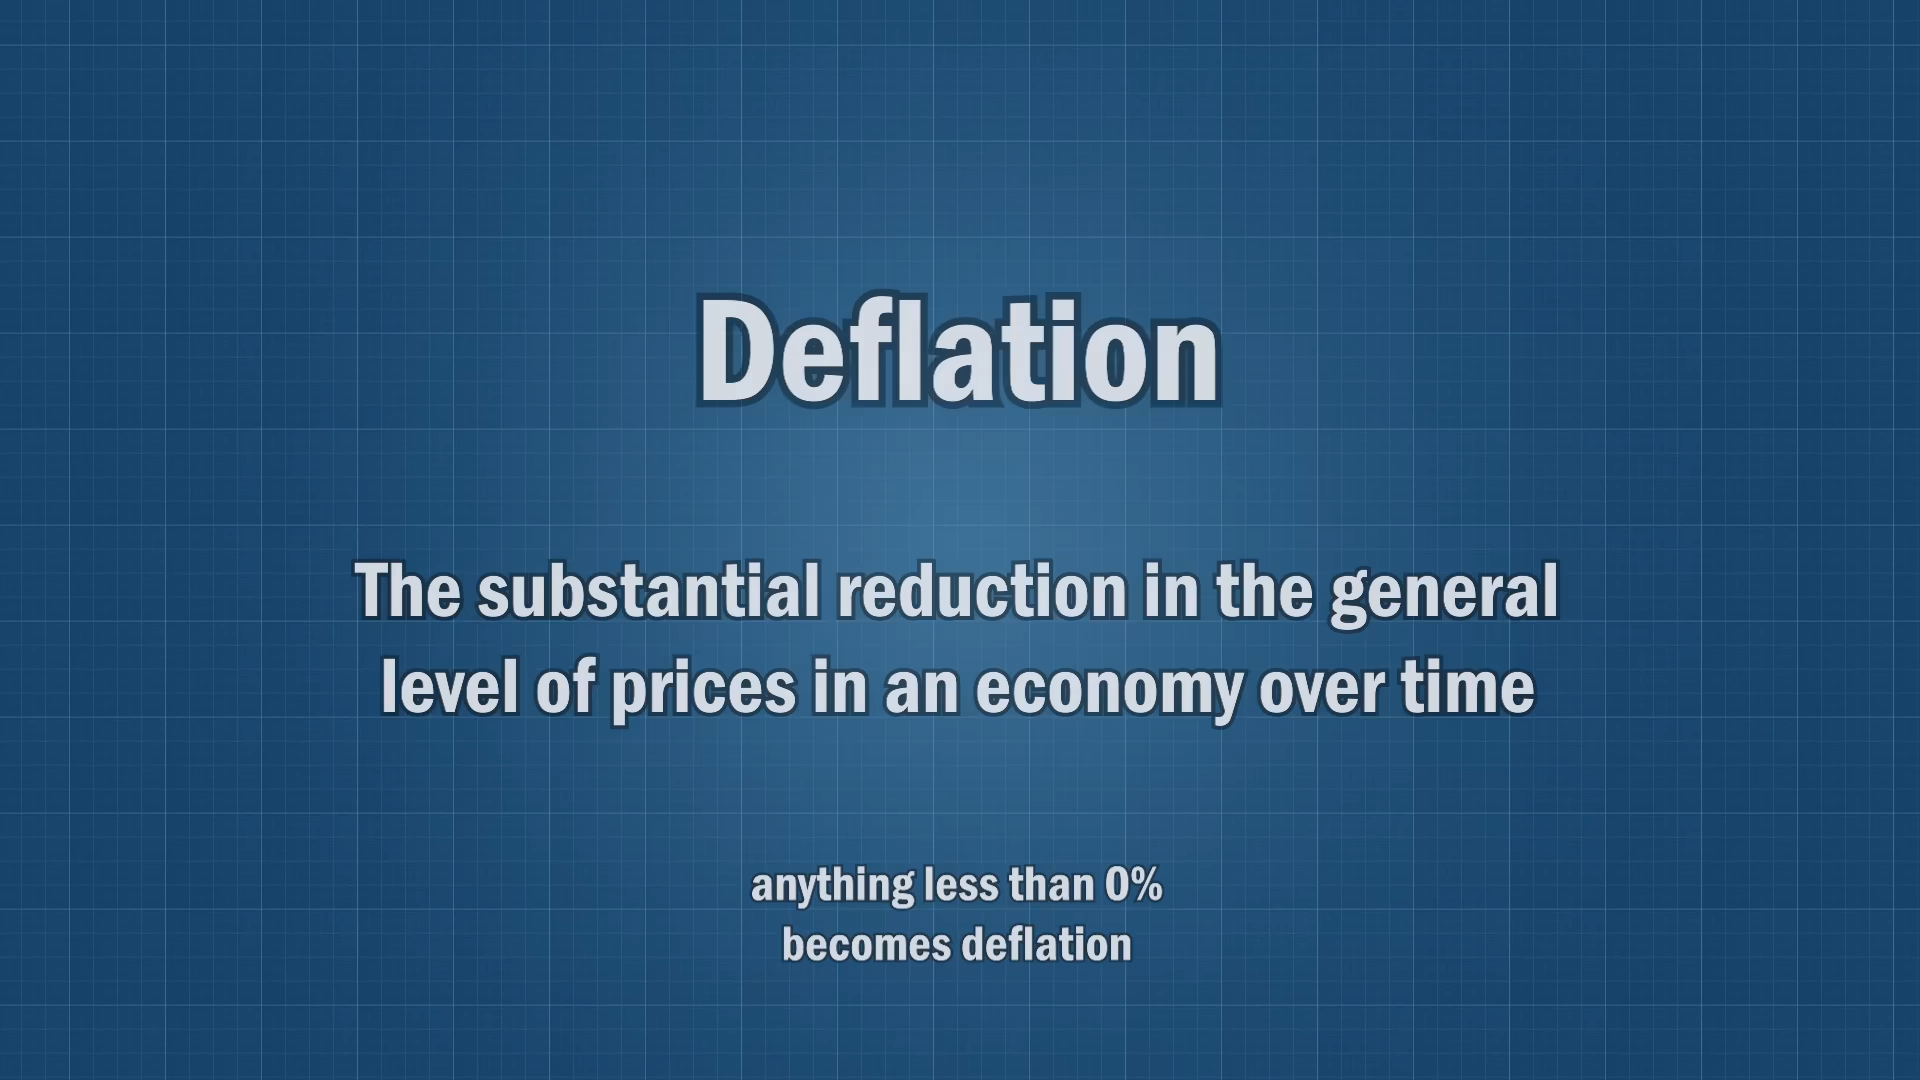 Deflation
The substantial reduction in the general
level of prices in an economy over time
anything less than 0%
becomes deflation